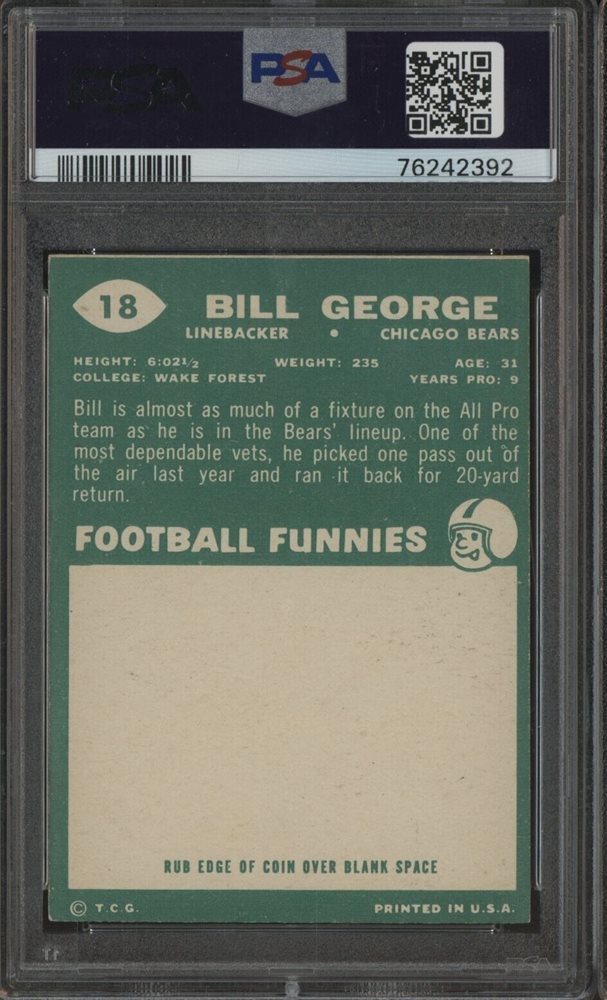 PSA
PSA
76242392
18 BILL GEORGE
LINEBACKER • CHICAGO BEARS
HEIGHT: 6:02½ WEIGHT: 235 AGE: 31
COLLEGE: WAKE FOREST YEARS PRO: 9
Bill is almost as much of a fixture on the All Pro
team as he is in the Bears' lineup. One of the
most dependable vets, he picked one pass out of
the air last year and ran it back for 20-yard
return.
FOOTBALL FUNNIES
RUB EDGE OF COIN OVER BLANK SPACE
© T.C.G. PRINTED IN U.S.A.